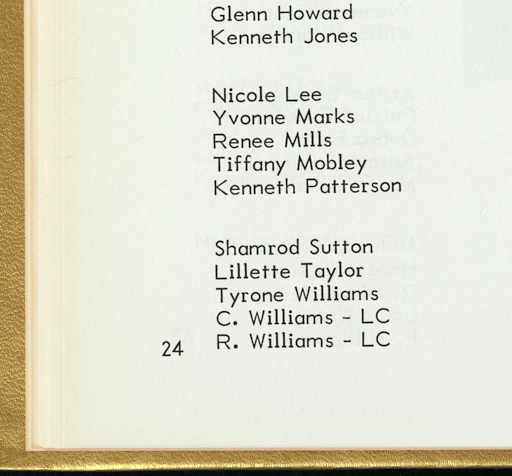 Glenn Howard
Kenneth Jones
Nicole Lee
Yvonne Marks
Renee Mills
Tiffany Mobley
Kenneth Patterson
Shamrod Sutton
Lillette Taylor
Tyrone Williams
C. Williams - LC
R. Williams - LC
24